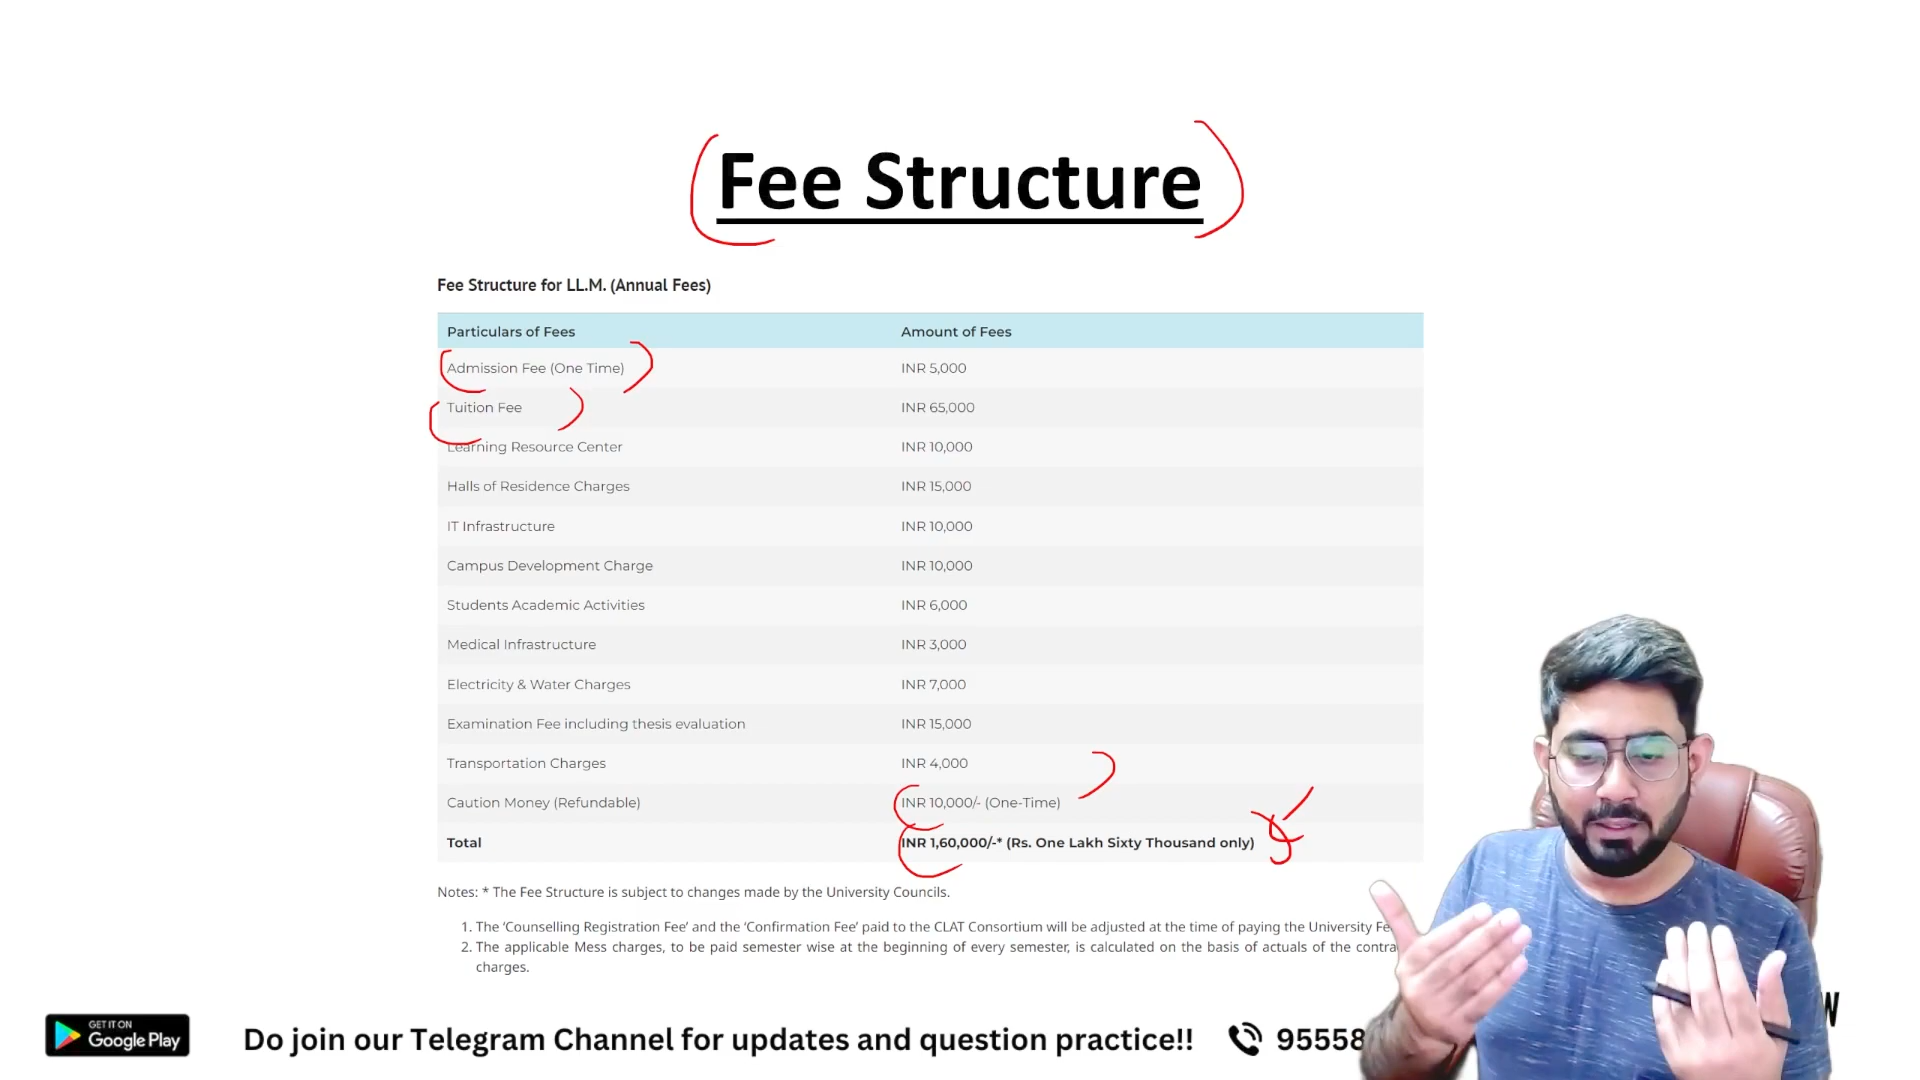 Fee Structure
Fee Structure for LL.M. (Annual Fees)
Particulars of Fees Amount of Fees
Admission Fee (One Time) INR 5,000
Tuition Fee INR 65,000
Learning Resource Center INR 10,000
Halls of Residence Charges INR 15,000
IT Infrastructure INR 10,000
Campus Development Charge INR 10,000
Students Academic Activities INR 6,000
Medical Infrastructure INR 3,000
Electricity & Water Charges INR 7,000
Examination Fee including thesis evaluation INR 15,000
Transportation Charges INR 4,000
Caution Money (Refundable) INR 10,000/- (One-Time)
Total INR 1,60,000/-* (Rs. One Lakh Sixty Thousand only)
Notes: * The Fee Structure is subject to changes made by the University Councils.
1. The ‘Counselling Registration Fee’ and the ‘Confirmation Fee’ paid to the CLAT Consortium will be adjusted at the time of paying the University
2. The applicable Mess charges, to be paid semester wise at the beginning of every semester, is calculated on the basis of actuals of the
charges.
GET IT ON
Google Play
Do join our Telegram Channel for updates and question practice!! 95558